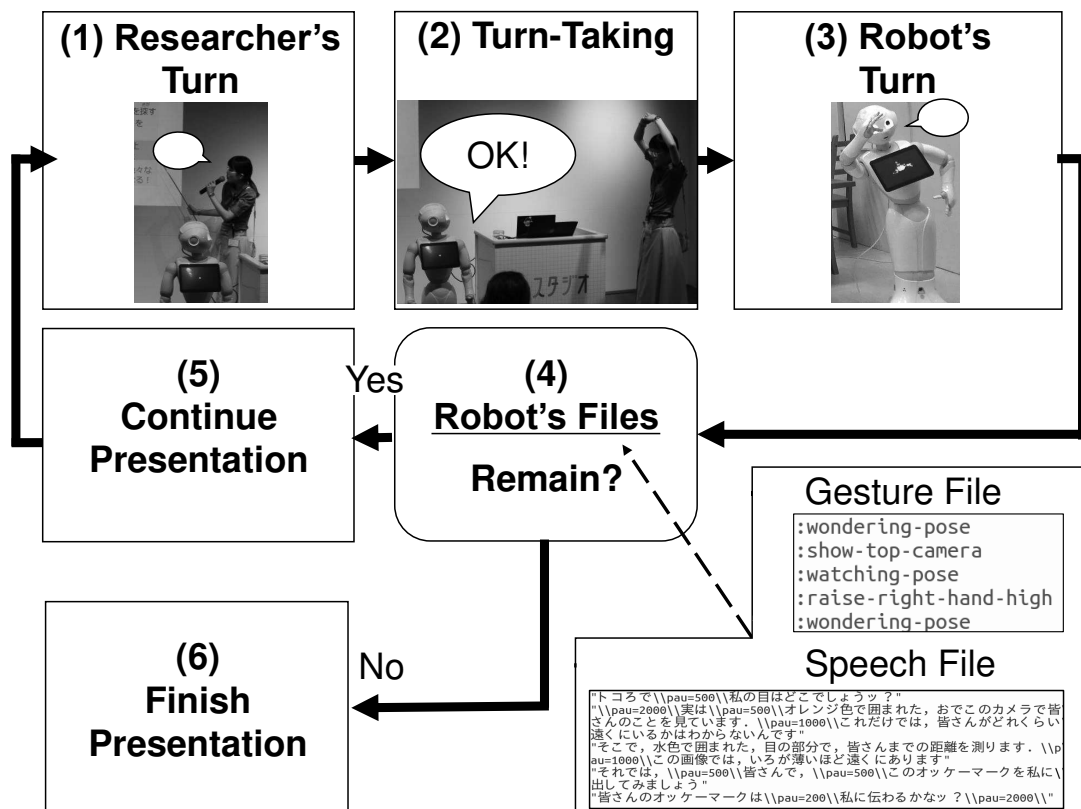 (1) Researcher's
Turn
(2) Turn-Taking
OK!
スタジオ
(3) Robot's
Turn
(4)
Robot's Files
Remain?
Yes
(5)
Continue
Presentation
No
(6)
Finish
Presentation
Gesture File
:wondering-pose
:show-top-camera
:watching-pose
:raise-right-hand-high
:wondering-pose
Speech File
"トコろで\\pau=500\\私の目はどこでしょうッ？"
"\\pau=2000\\実は\\pau=500\\オレンジ色で囲まれた，おでこのカメラで皆
さんのことを見ています．\\pau=1000\\これだけでは，皆さんがどれくらい
遠くにいるかはわからないんです"
"そこで，水色で囲まれた，目の部分で，皆さんまでの距離を測ります．\\p
au=1000\\この画像では，いろが薄いほど遠くにあります"
"それでは，\\pau=500\\皆さんで，\\pau=500\\このオッケーマークを私に\
出してみましょう"
"皆さんのオッケーマークは\\pau=200\\私に伝わるかなッ？\\pau=2000\\"